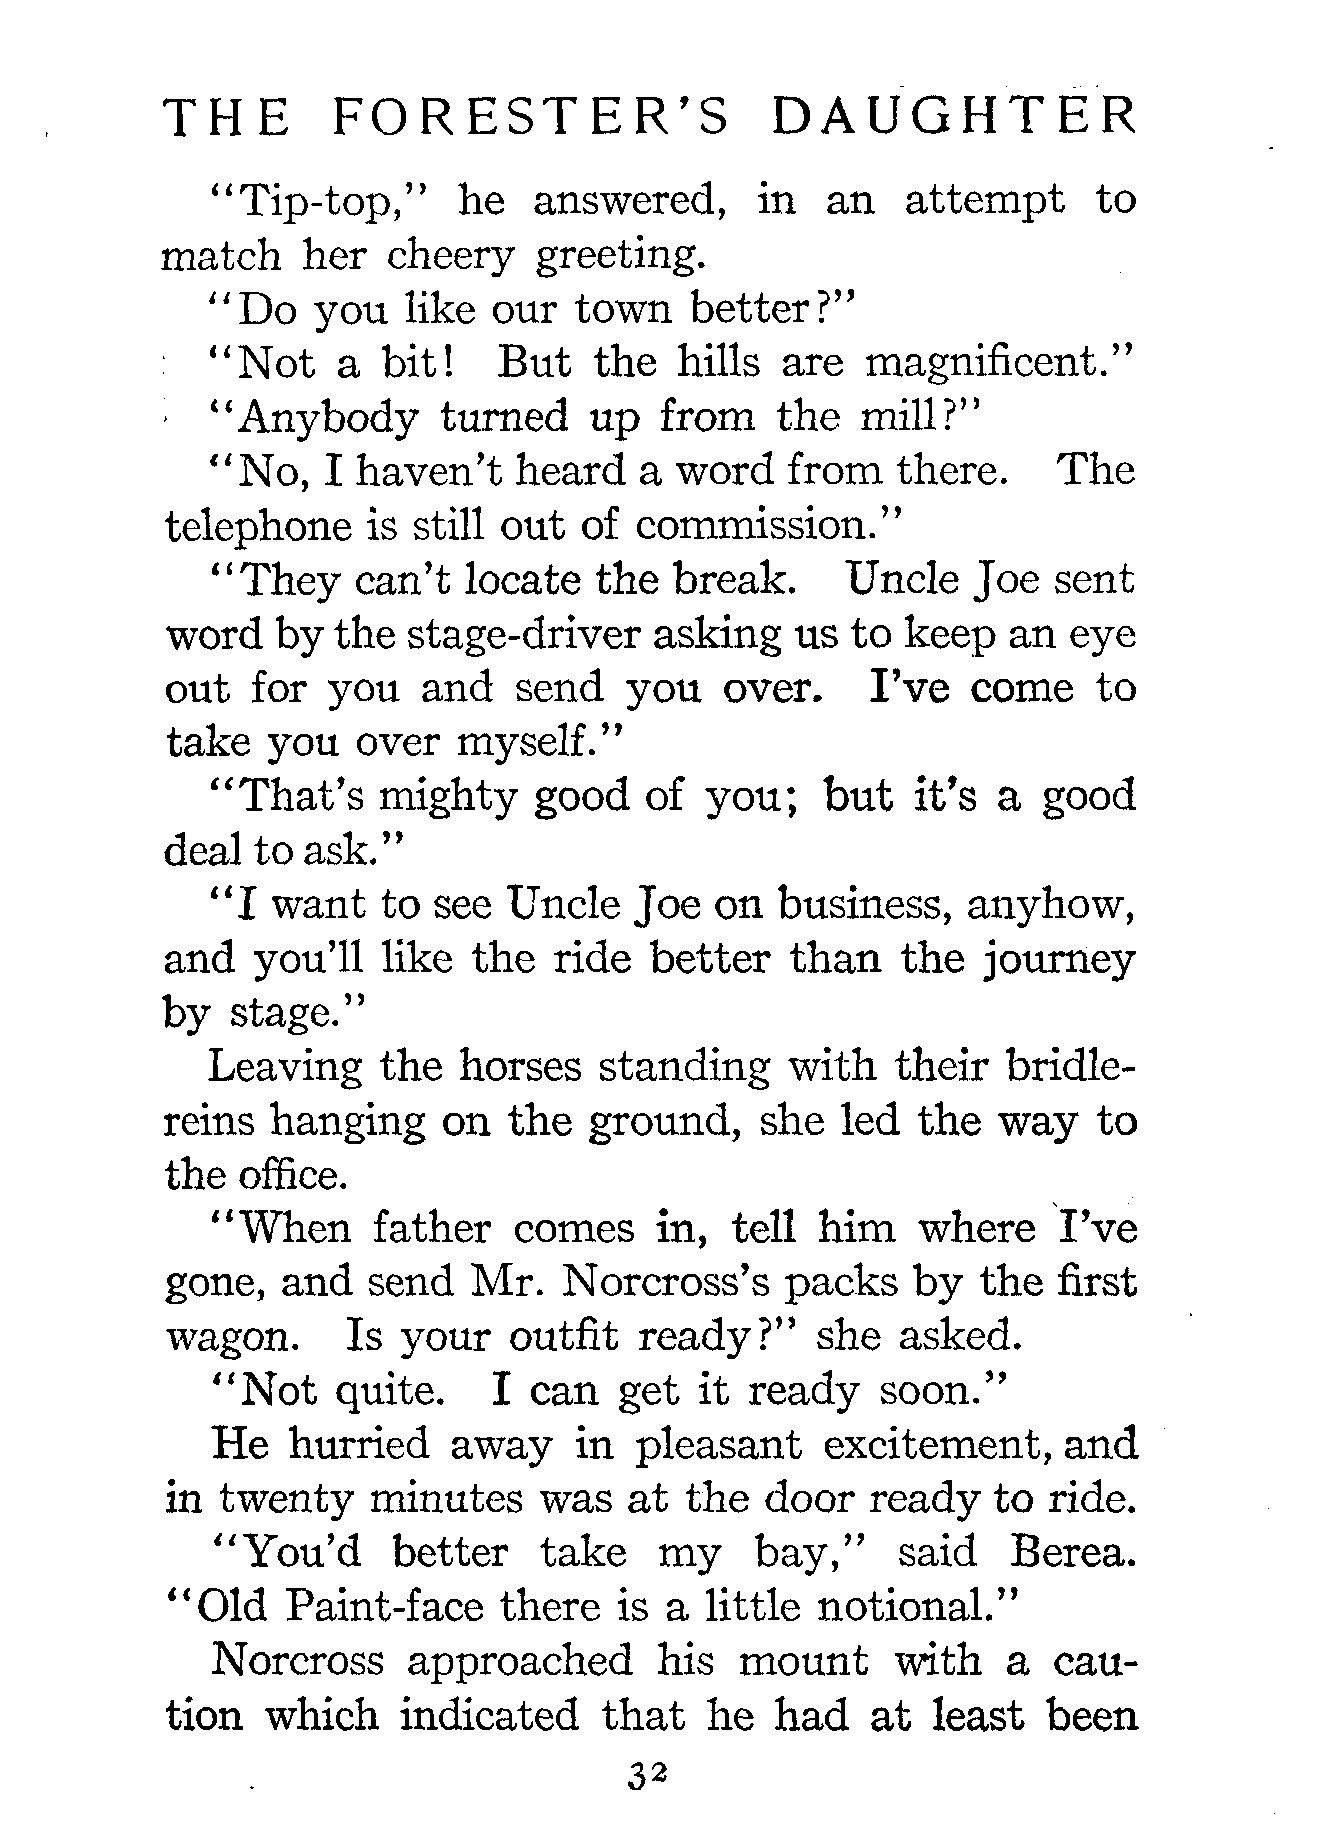 THE FORESTER'S DAUGHTER
"Tip-top," he answered, in an attempt to
match her cheery greeting.
"Do you like our town better?"
"Not a bit! But the hills are magnificent."
"Anybody turned up from the mill?"
"No, I haven't heard a word from there. The
telephone is still out of commission."
"They can't locate the break. Uncle Joe sent
word by the stage-driver asking us to keep an eye
out for you and send you over. I've come to
take you over myself."
"That's mighty good of you; but it's a good
deal to ask."
"I want to see Uncle Joe on business, anyhow,
and you'll like the ride better than the journey
by stage."
Leaving the horses standing with their bridle-
reins hanging on the ground, she led the way to
the office.
"When father comes in, tell him where I've
gone, and send Mr. Norcross's packs by the first
wagon. Is your outfit ready?" she asked.
"Not quite. I can get it ready soon."
He hurried away in pleasant excitement, and
in twenty minutes was at the door ready to ride.
"You'd better take my bay," said Berea.
"Old Paint-face there is a little notional."
Norcross approached his mount with a cau-
tion which indicated that he had at least been
32